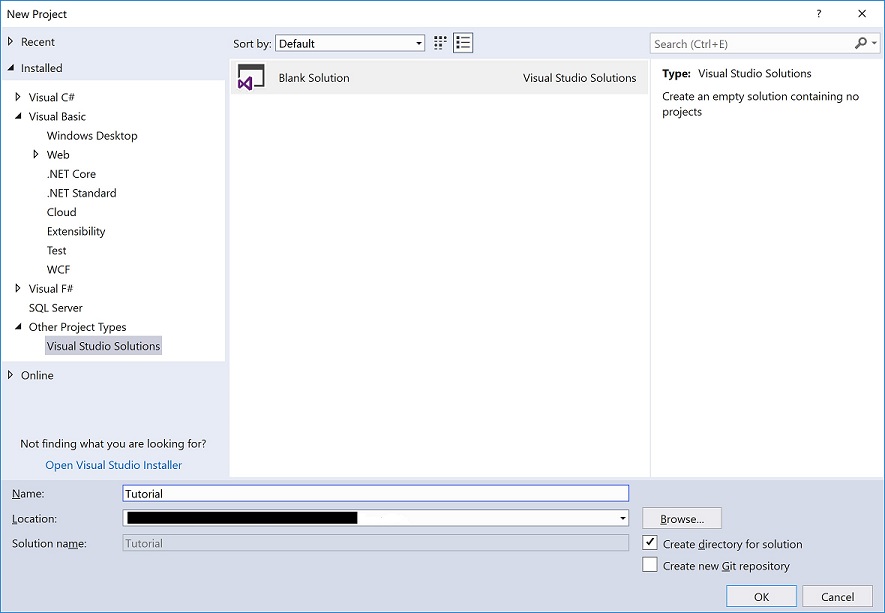 New Project
?
Recent
Installed
Visual C#
Visual Basic
Windows Desktop
Web
.NET Core
.NET Standard
Cloud
Extensibility
Test
WCF
Visual F#
SQL Server
Other Project Types
Visual Studio Solutions
Online
Not finding what you are looking for?
Open Visual Studio Installer
Sort by: Default
Blank Solution Visual Studio Solutions
Search (Ctrl+E)
Type: Visual Studio Solutions
Create an empty solution containing no
projects
Name: Tutorial
Location:
Browse...
Solution name: Tutorial
Create directory for solution
Create new Git repository
OK Cancel